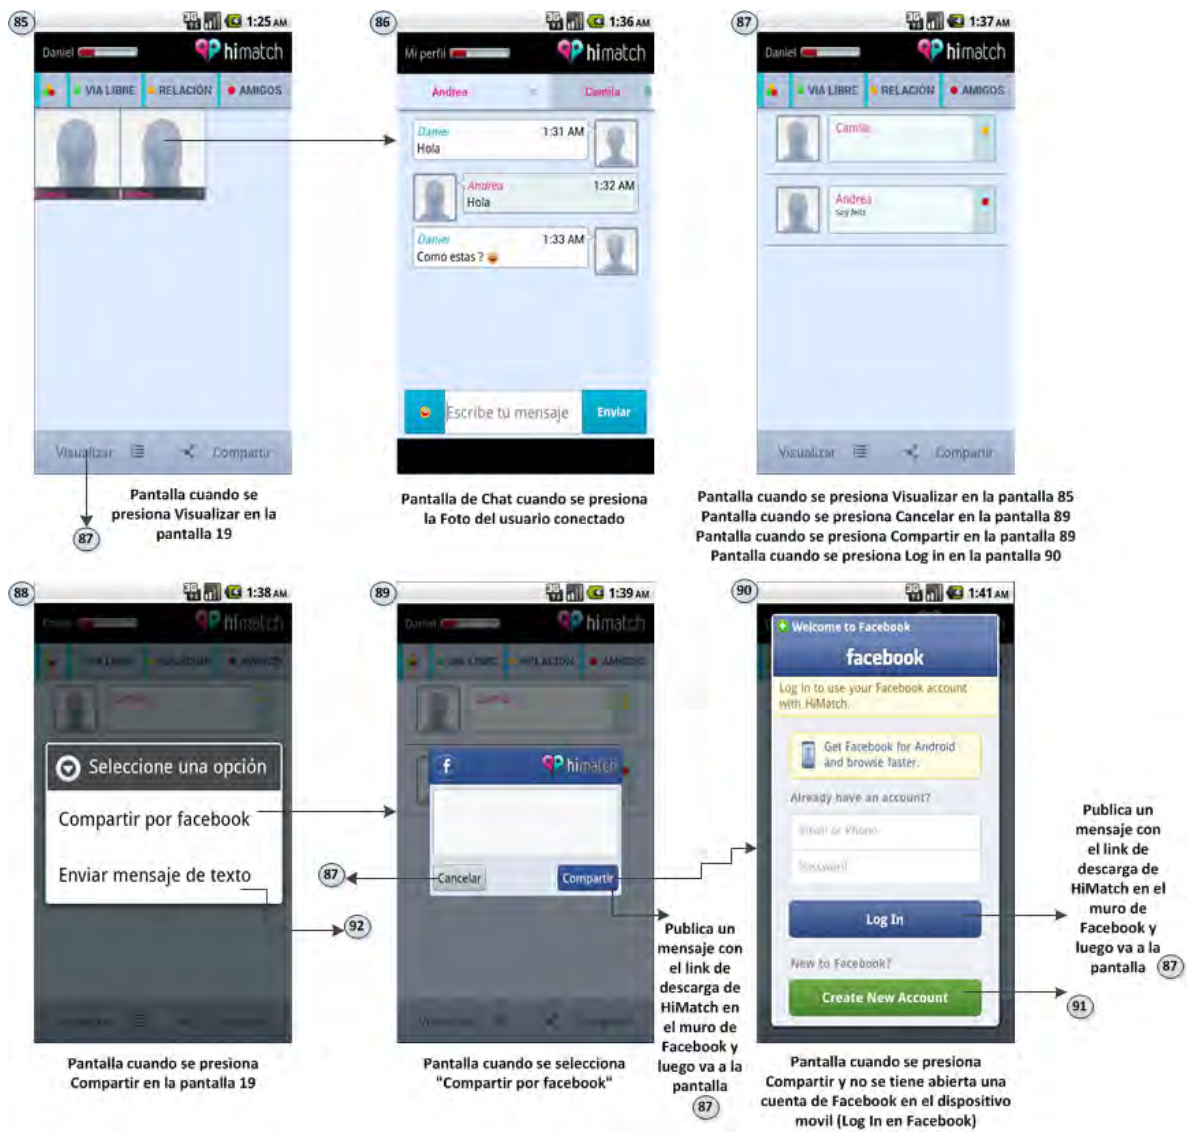 85
1:25 AM
Daniel
himatch
VIA LIBRE
RELACIÓN
AMIGOS
Visualizar
Compartir
Pantalla cuando se
presiona Visualizar en la
pantalla 19
87
86
1:36 AM
Mi perfil
himatch
Andrea
Camila
Daniel
1:31 AM
Hola
Andrea
1:32 AM
Hola
Daniel
1:33 AM
Como estas ?
Escribe tu mensaje
Enviar
Pantalla de Chat cuando se presiona
la Foto del usuario conectado
87
1:37 AM
Daniel
himatch
VIA LIBRE
RELACIÓN
AMIGOS
Camila
Andrea
Soy feliz
Visualizar
Compartir
Pantalla cuando se presiona Visualizar en la pantalla 85
Pantalla cuando se presiona Cancelar en la pantalla 89
Pantalla cuando se presiona Compartir en la pantalla 89
Pantalla cuando se presiona Log in en la pantalla 90
88
1:38 AM
himatch
VIA LIBRE
RELACIÓN
AMIGOS
Seleccione una opción
Compartir por facebook
Enviar mensaje de texto
92
Pantalla cuando se presiona
Compartir en la pantalla 19
89
1:39 AM
Daniel
himatch
VIA LIBRE
RELACIÓN
AMIGOS
f
himatch
Cancelar
Compartir
87
Publica un
mensaje con
el link de
descarga de
HiMatch en
el muro de
Facebook y
luego va a la
pantalla
87
Pantalla cuando se selecciona
"Compartir por facebook"
90
1:41 AM
Welcome to Facebook
facebook
Log in to use your Facebook account
with HiMatch.
Get Facebook for Android
and browse faster.
Already have an account?
Email or Phone
Password
Log In
New to Facebook?
Create New Account
91
Publica un
mensaje con
el link de
descarga de
HiMatch en el
muro de
Facebook y
luego va a la
pantalla 87
Pantalla cuando se presiona
Compartir y no se tiene abierta una
cuenta de Facebook en el dispositivo
movil (Log In en Facebook)